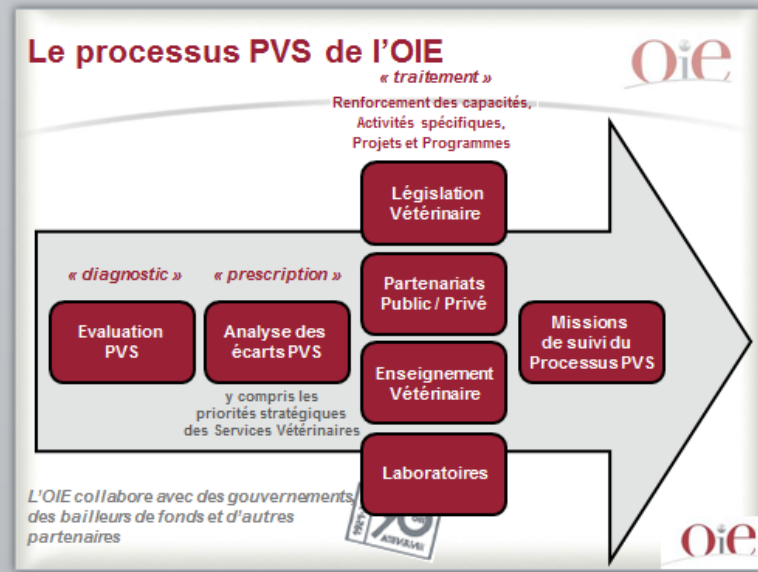 Le processus PVS de l'OIE
OiE
« traitement »
Renforcement des capacités,
Activités spécifiques,
Projets et Programmes
Législation
Vétérinaire
« diagnostic »
« prescription »
Partenariats
Public / Privé
Evaluation
PVS
Analyse des
écarts PVS
Missions
de suivi du
Processus PVS
Enseignement
Vétérinaire
y compris les
priorités stratégiques
des Services Vétérinaires
Laboratoires
L'OIE collabore avec des gouvernements,
des bailleurs de fonds et d'autres
partenaires
OiE